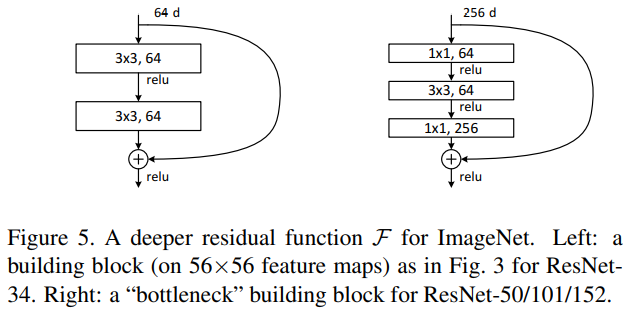 64 d
3x3, 64
relu
3x3, 64
+
relu
256 d
1x1, 64
relu
3x3, 64
relu
1x1, 256
+
relu
Figure 5. A deeper residual function F for ImageNet. Left: a
building block (on 56×56 feature maps) as in Fig. 3 for ResNet-
34. Right: a “bottleneck” building block for ResNet-50/101/152.